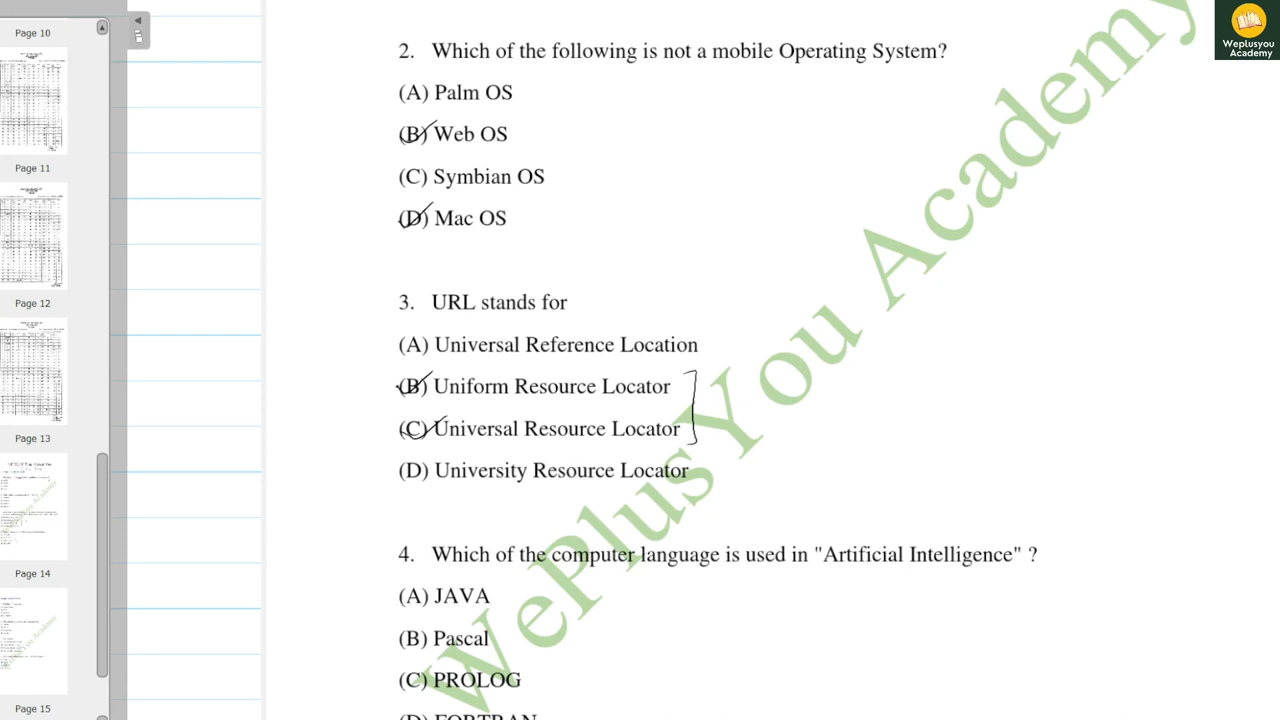 Page 10
Page 11
Page 12
Page 13
Page 14
Page 15
Weplusyou
Academy
WePlusYou Academy
2. Which of the following is not a mobile Operating System?
(A) Palm OS
(B) Web OS
(C) Symbian OS
(D) Mac OS
3. URL stands for
(A) Universal Reference Location
(B) Uniform Resource Locator
(C) Universal Resource Locator
(D) University Resource Locator
4. Which of the computer language is used in "Artificial Intelligence" ?
(A) JAVA
(B) Pascal
(C) PROLOG
(D) FORTRAN